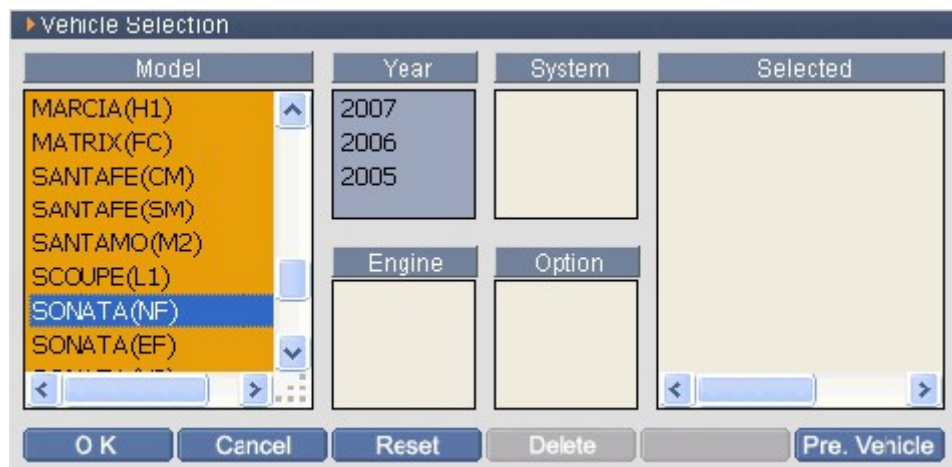 Vehicle Selection
Model
MARCIA(H1)
MATRIX(FC)
SANTAFE(CM)
SANTAFE(SM)
SANTAMO(M2)
SCOUPE(L1)
SONATA(NF)
SONATA(EF)
Year
2007
2006
2005
System
Selected
Engine
Option
O K
Cancel
Reset
Delete
Pre. Vehicle